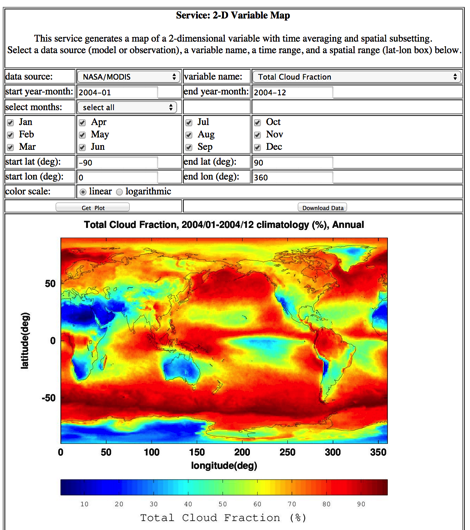 Service: 2-D Variable Map
This service generates a map of a 2-dimensional variable with time averaging and spatial subsetting.
Select a data source (model or observation), a variable name, a time range, and a spatial range (lat-lon box) below.
data source: NASA/MODIS variable name: Total Cloud Fraction
start year-month: 2004-01 end year-month: 2004-12
select months: select all
Jan Apr Jul Oct
Feb May Aug Nov
Mar Jun Sep Dec
start lat (deg): -90 end lat (deg): 90
start lon (deg): 0 end lon (deg): 360
color scale: linear logarithmic
Get Plot Download Data
Total Cloud Fraction, 2004/01-2004/12 climatology (%), Annual
50
0
-50
latitude(deg)
0 50 100 150 200 250 300 350
longitude(deg)
10 20 30 40 50 60 70 80 90
Total Cloud Fraction (%)